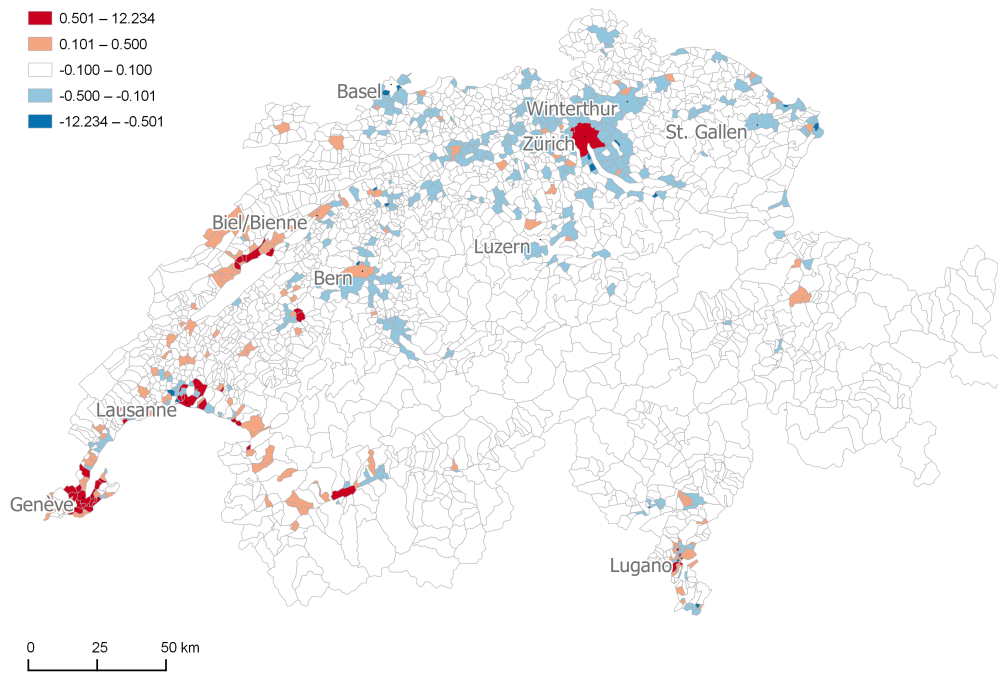 0.501 – 12.234
0.101 – 0.500
-0.100 – 0.100
-0.500 – -0.101
-12.234 – -0.501
Basel
Winterthur
St. Gallen
Zürich
Biel/Bienne
Luzern
Bern
Lausanne
Genève
Lugano
0 25 50 km